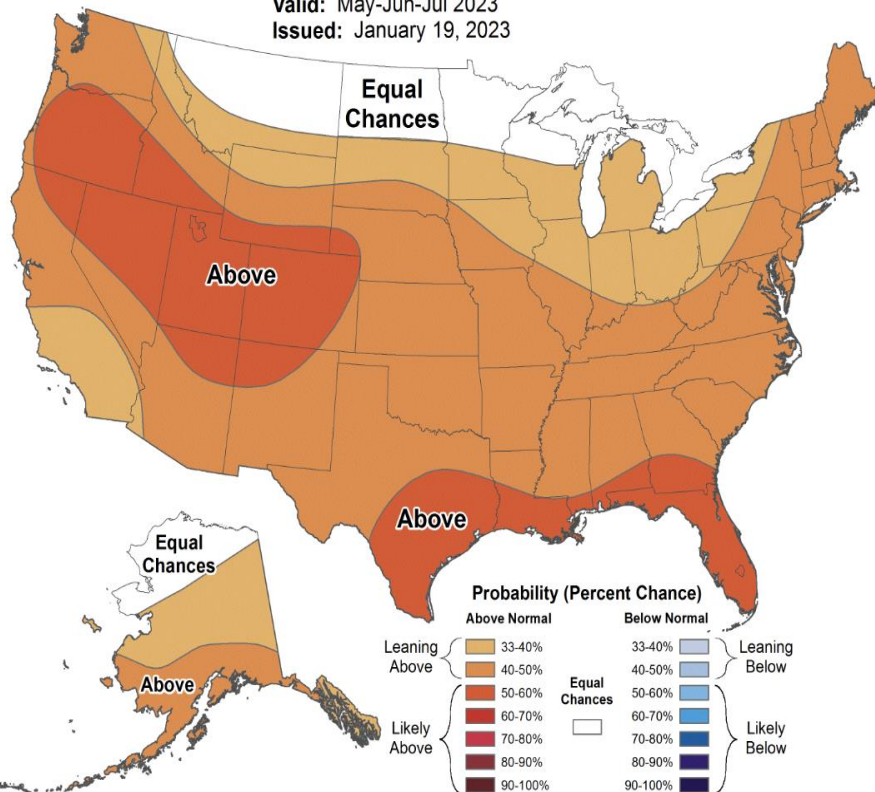 Valid: May-Jun-Jul 2023
Issued: January 19, 2023
Equal
Chances
Above
Above
Equal
Chances
Above
Probability (Percent Chance)
Above Normal
Below Normal
Leaning
Above
33-40%
40-50%
50-60%
60-70%
70-80%
80-90%
90-100%
Likely
Above
Equal
Chances
33-40%
40-50%
50-60%
60-70%
70-80%
80-90%
90-100%
Leaning
Below
Likely
Below